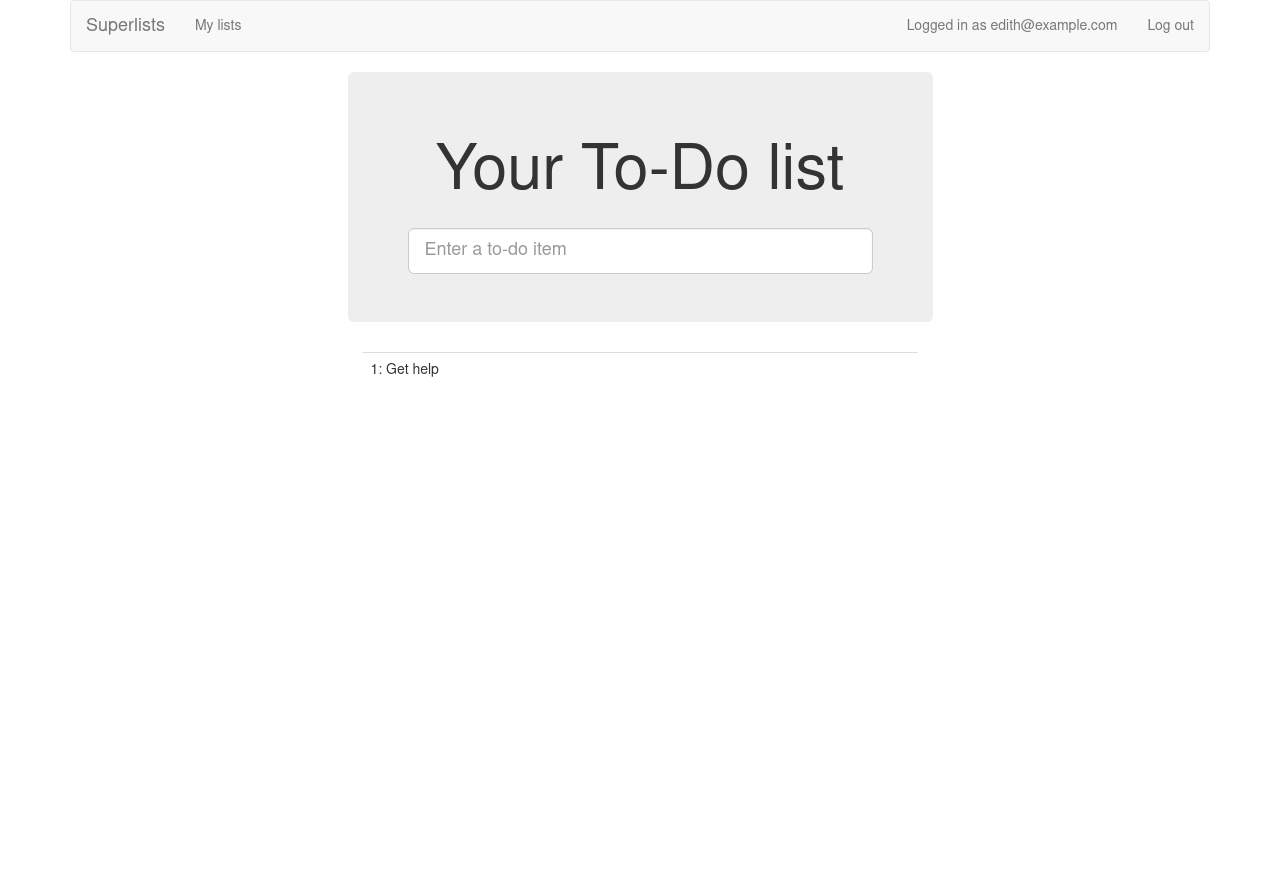 Superlists My lists Logged in as edith@example.com Log out
Your To-Do list
Enter a to-do item
1: Get help